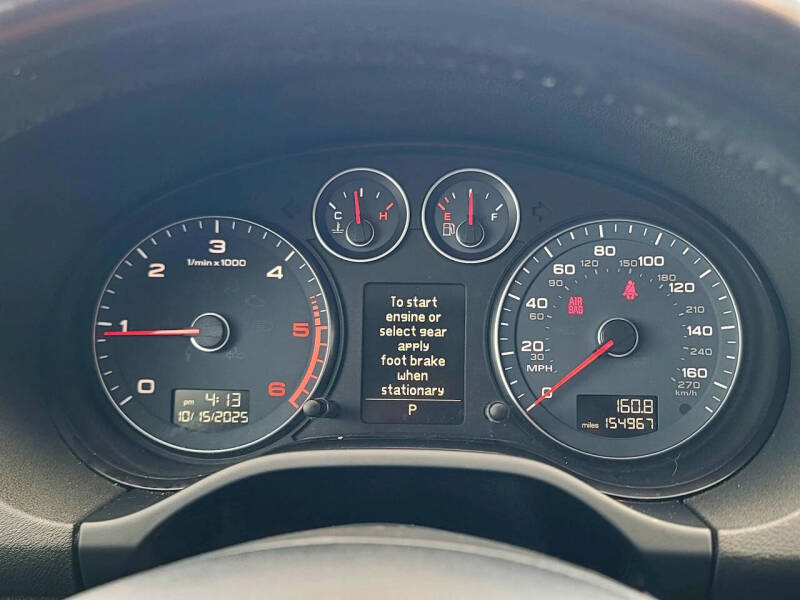 C H
E F
3
1/min x 1000
2 4
1 5
0 6
pm 4:13
10/15/2025
To start
engine or
select gear
apply
foot brake
when
stationary
P
80 100
120 150
60 180 120
90
40 AIR BAG 210 140
60
20 240
30 160
MPH 270
0 km/h
160.8
miles 154967